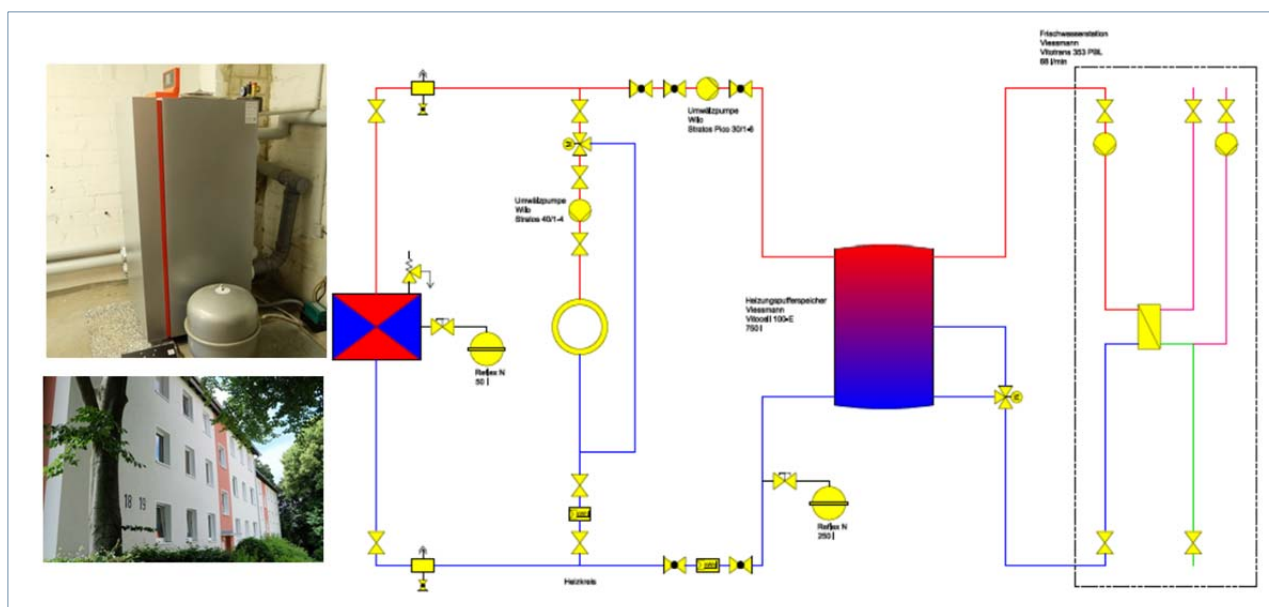 Frischwasserstation
Viessmann
Vitotrans 353 PBL
68 l/min
Umwälzpumpe
Wilo
Stratos Pico 30/1-6
Umwälzpumpe
Wilo
Stratos 40/1-4
M
Heizungspufferspeicher
Viessmann
Vitocell 100-E
750 l
Reflex N
50 l
18 19
Reflex N
250 l
Heizkreis